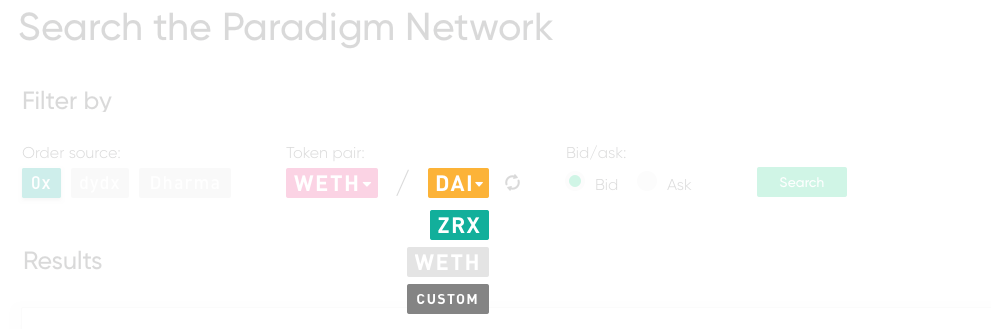 Search the Paradigm Network
Filter by
Order source: Token pair: Bid/ask:
0x dydx Dharma WETH / DAI Bid Ask Search
ZRX
WETH
CUSTOM
Results